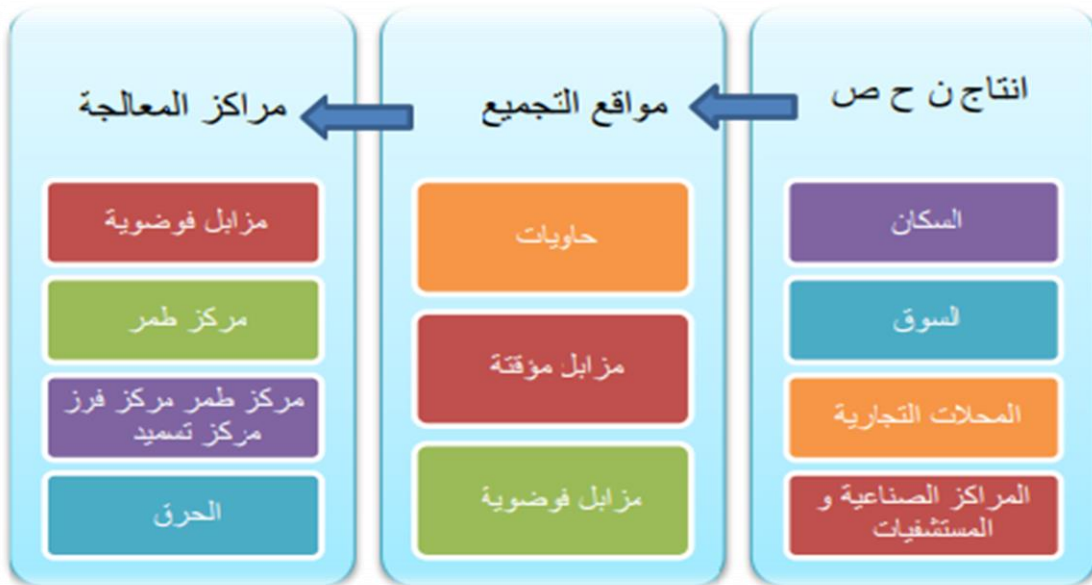 انتاج ن ح ص
السكان
السوق
المحلات التجارية
المراكز الصناعية و
المستشفيات
مواقع التجميع
حاويات
مزابل مؤقتة
مزابل فوضوية
مراكز المعالجة
مزابل فوضوية
مركز طمر
مركز طمر مركز فرز
مركز تسميد
الحرق